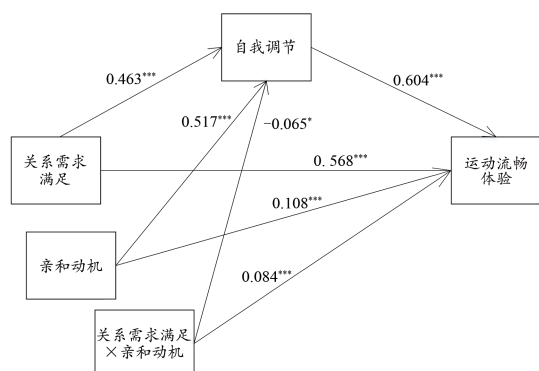 自我调节
0.463***
0.604***
0.517***
−0.065*
关系需求
满足
0. 568***
运动流畅
体验
0.108***
亲和动机
0.084***
关系需求满足
×亲和动机